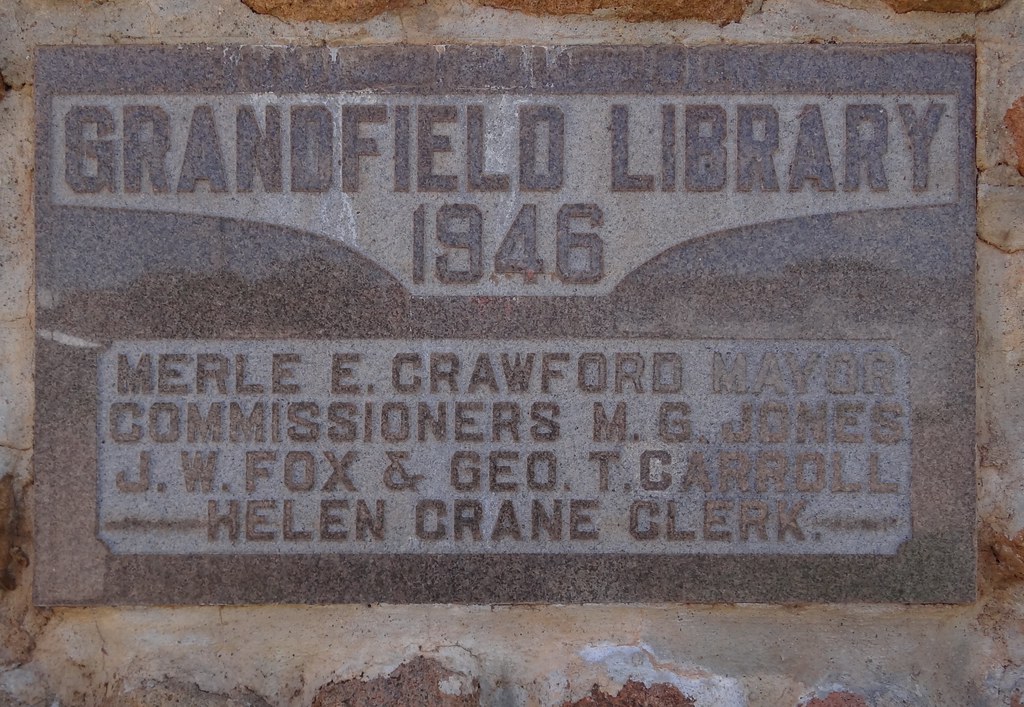 GRANDFIELD LIBRARY
1946
MERLE E. CRAWFORD MAYOR
COMMISSIONERS M. G. JONES
J. W. FOX & GEO. T. CARROLL
HELEN CRANE CLERK.